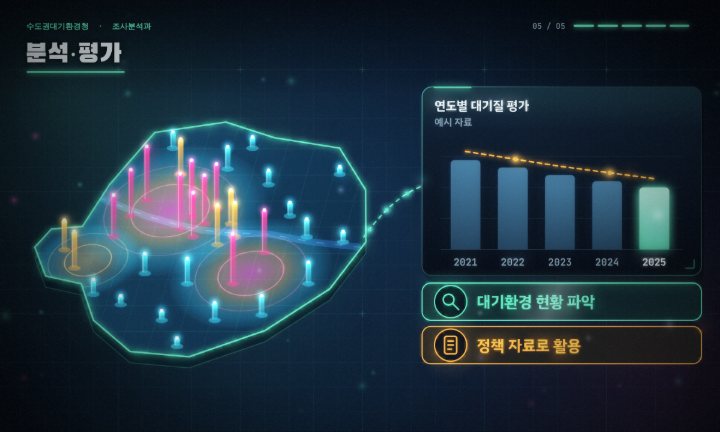 수도권대기환경청 · 조사분석과
05 / 05
분석·평가
연도별 대기질 평가
예시 자료
2021 2022 2023 2024 2025
대기환경 현황 파악
정책 자료로 활용